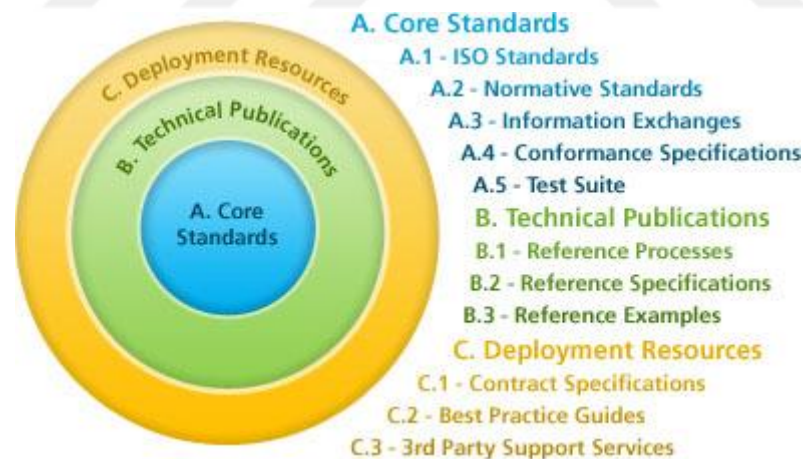 C. Deployment Resources
B. Technical Publications
A. Core
Standards
A. Core Standards
A.1 - ISO Standards
A.2 - Normative Standards
A.3 - Information Exchanges
A.4 - Conformance Specifications
A.5 - Test Suite
B. Technical Publications
B.1 - Reference Processes
B.2 - Reference Specifications
B.3 - Reference Examples
C. Deployment Resources
C.1 - Contract Specifications
C.2 - Best Practice Guides
C.3 - 3rd Party Support Services